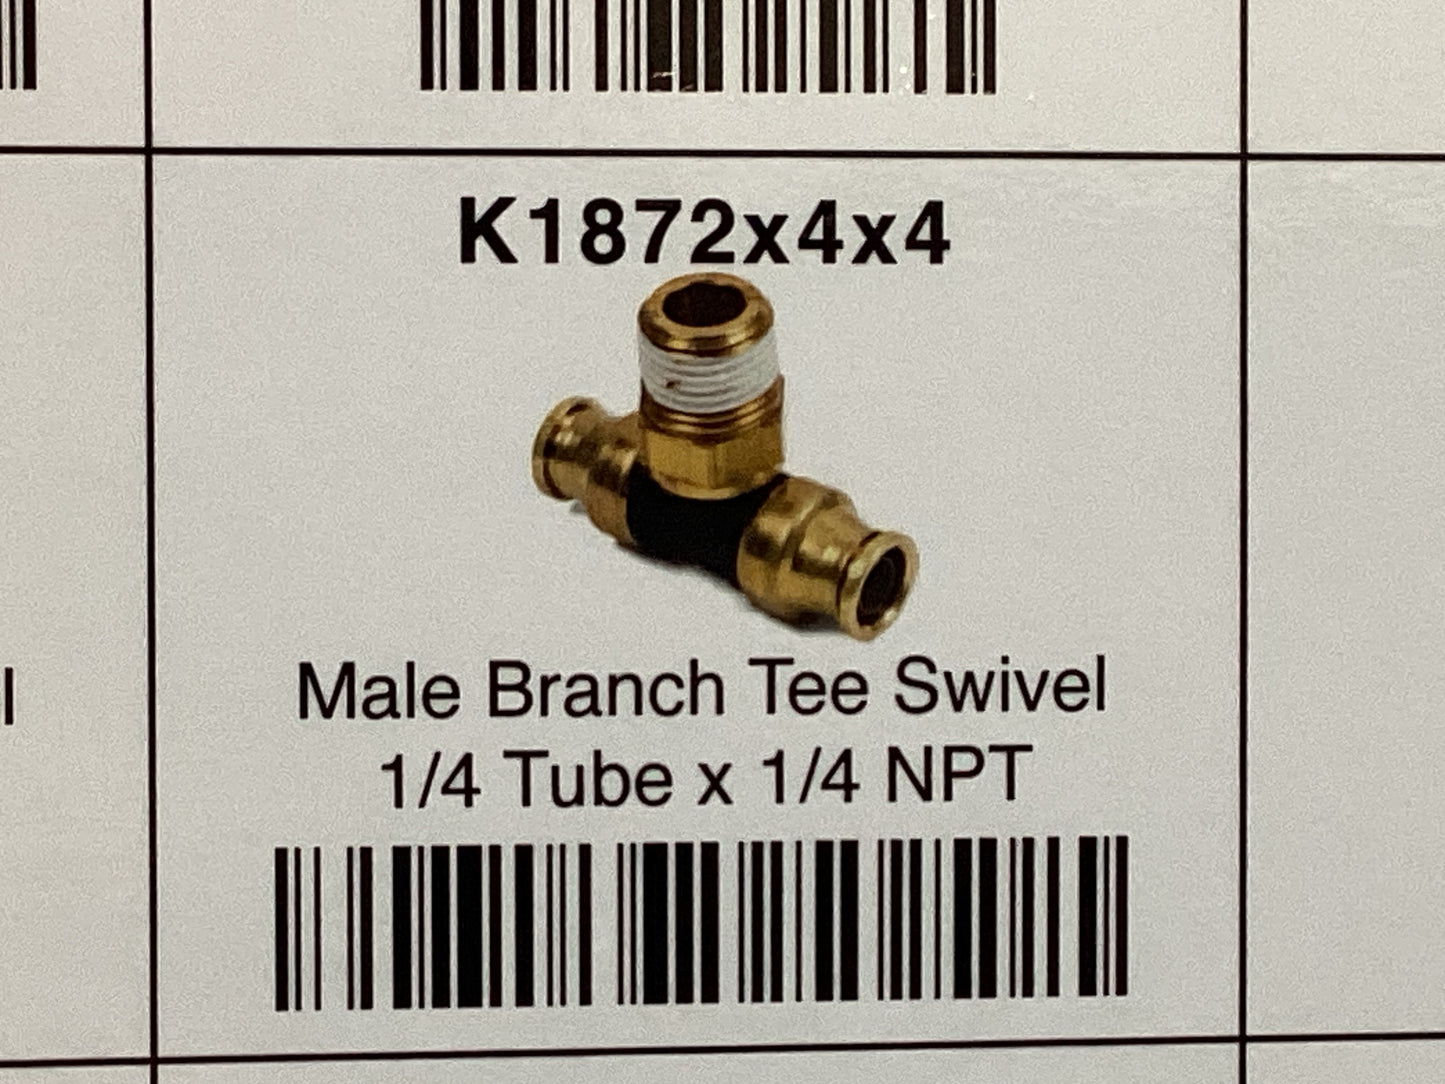 K1872x4x4
Male Branch Tee Swivel
1/4 Tube x 1/4 NPT
l